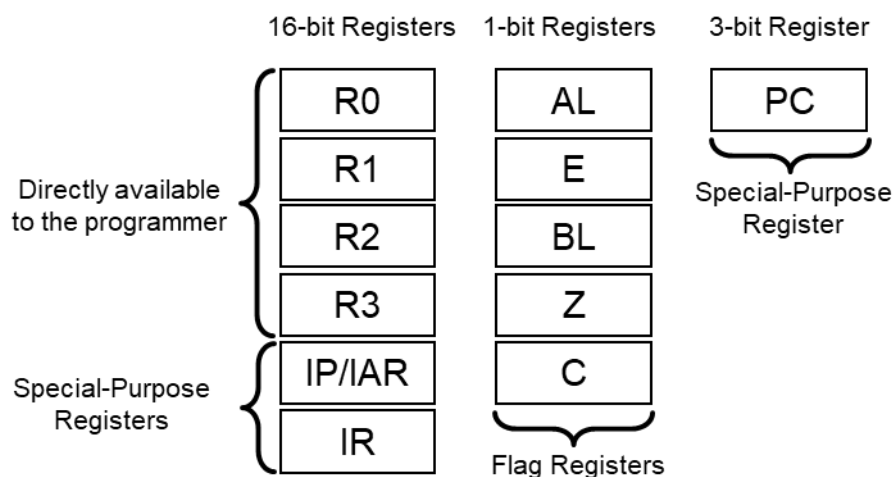 16-bit Registers
1-bit Registers
3-bit Register
R0
AL
PC
R1
E
Directly available
to the programmer
Special-Purpose
Register
R2
BL
R3
Z
IP/IAR
C
Special-Purpose
Registers
IR
Flag Registers